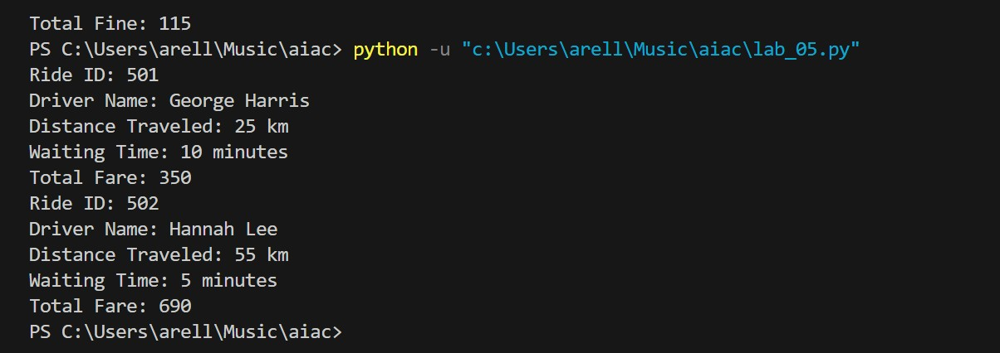 Total Fine: 115
PS C:\Users\arell\Music\aiac> python -u "c:\Users\arell\Music\aiac\lab_05.py"
Ride ID: 501
Driver Name: George Harris
Distance Traveled: 25 km
Waiting Time: 10 minutes
Total Fare: 350
Ride ID: 502
Driver Name: Hannah Lee
Distance Traveled: 55 km
Waiting Time: 5 minutes
Total Fare: 690
PS C:\Users\arell\Music\aiac>